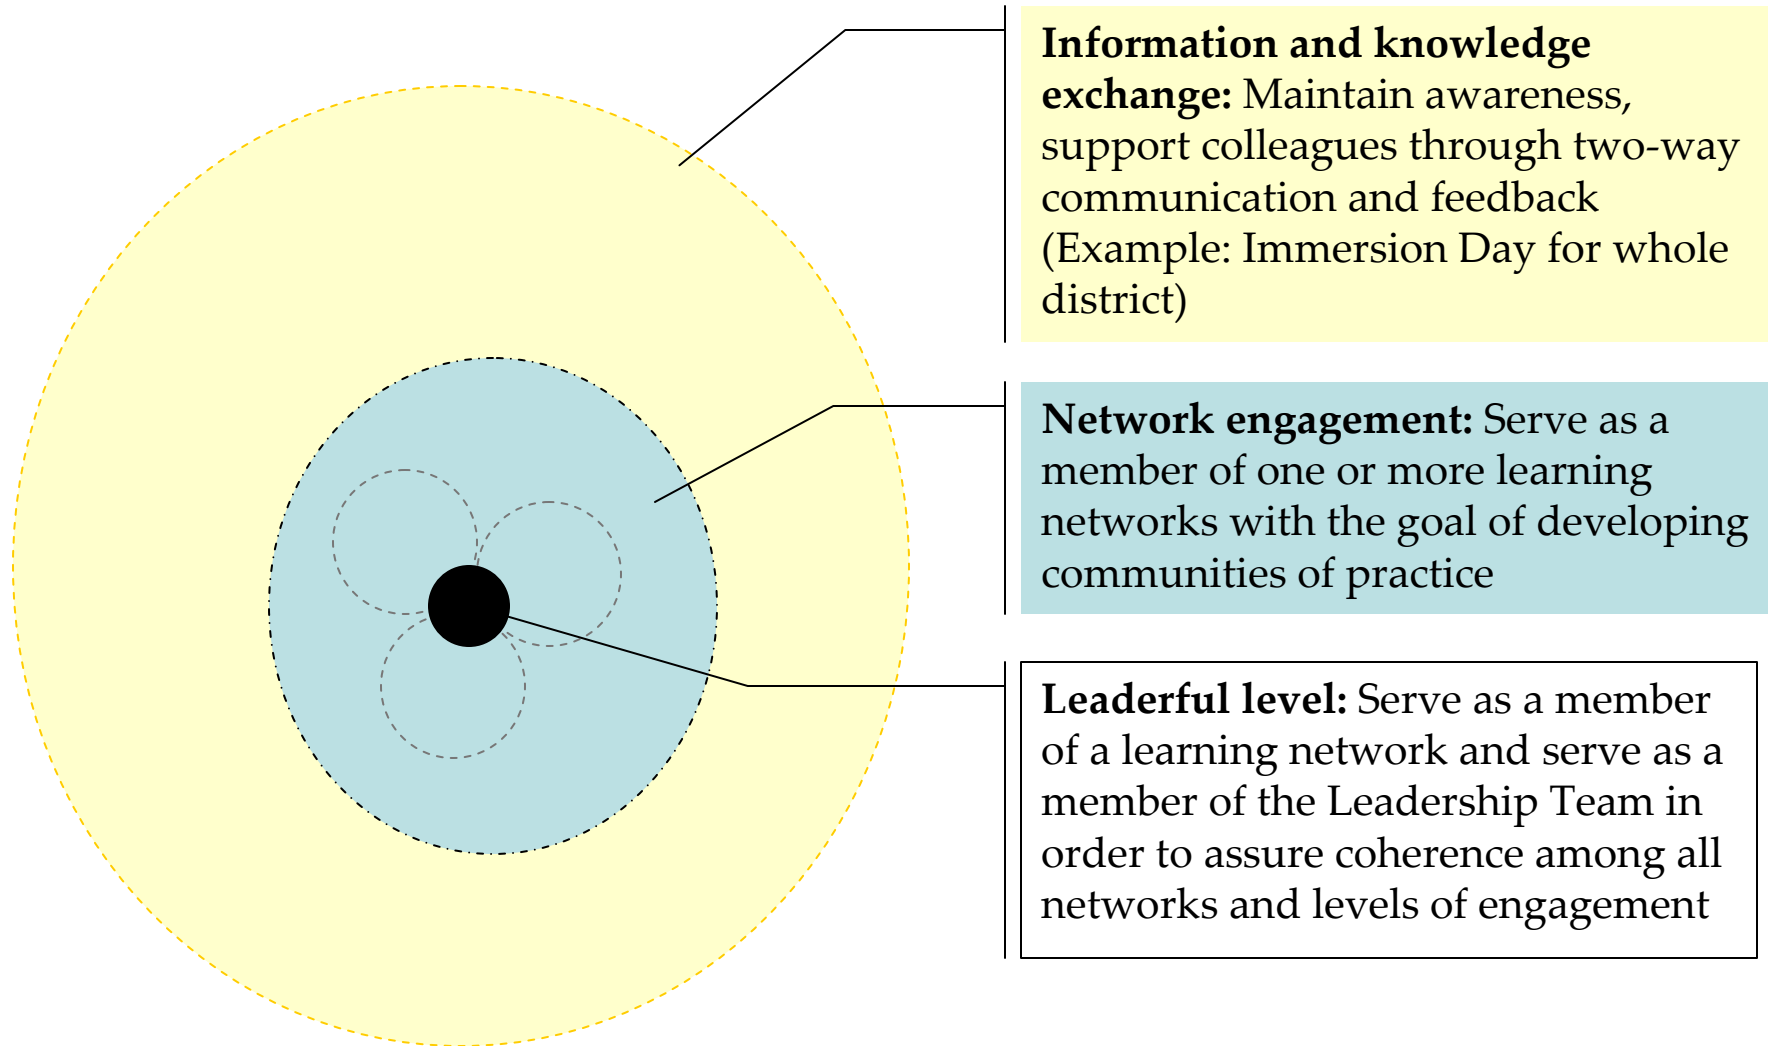 Information and knowledge
exchange: Maintain awareness,
support colleagues through two-way
communication and feedback
(Example: Immersion Day for whole
district)
Network engagement: Serve as a
member of one or more learning
networks with the goal of developing
communities of practice
Leaderful level: Serve as a member
of a learning network and serve as a
member of the Leadership Team in
order to assure coherence among all
networks and levels of engagement